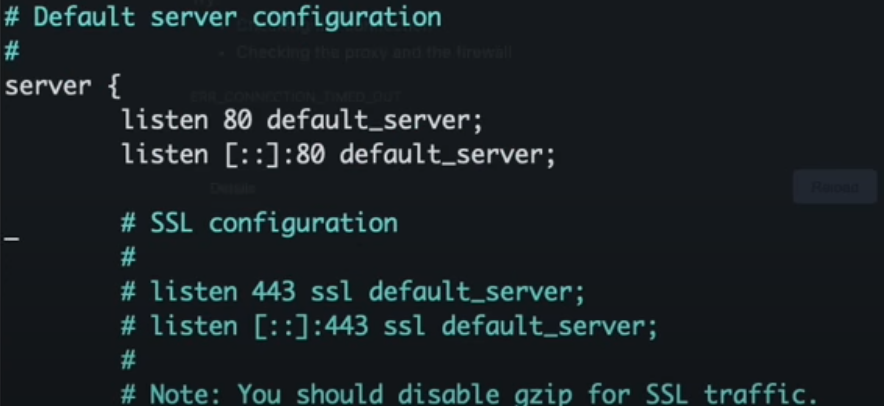 # Default server configuration
#
server {
listen 80 default_server;
listen [::]:80 default_server;
# SSL configuration
#
# listen 443 ssl default_server;
# listen [::]:443 ssl default_server;
#
# Note: You should disable gzip for SSL traffic.
Checking the proxy and the firewall
ERR_CONNECTION_TIMED_OUT
Details
Reload